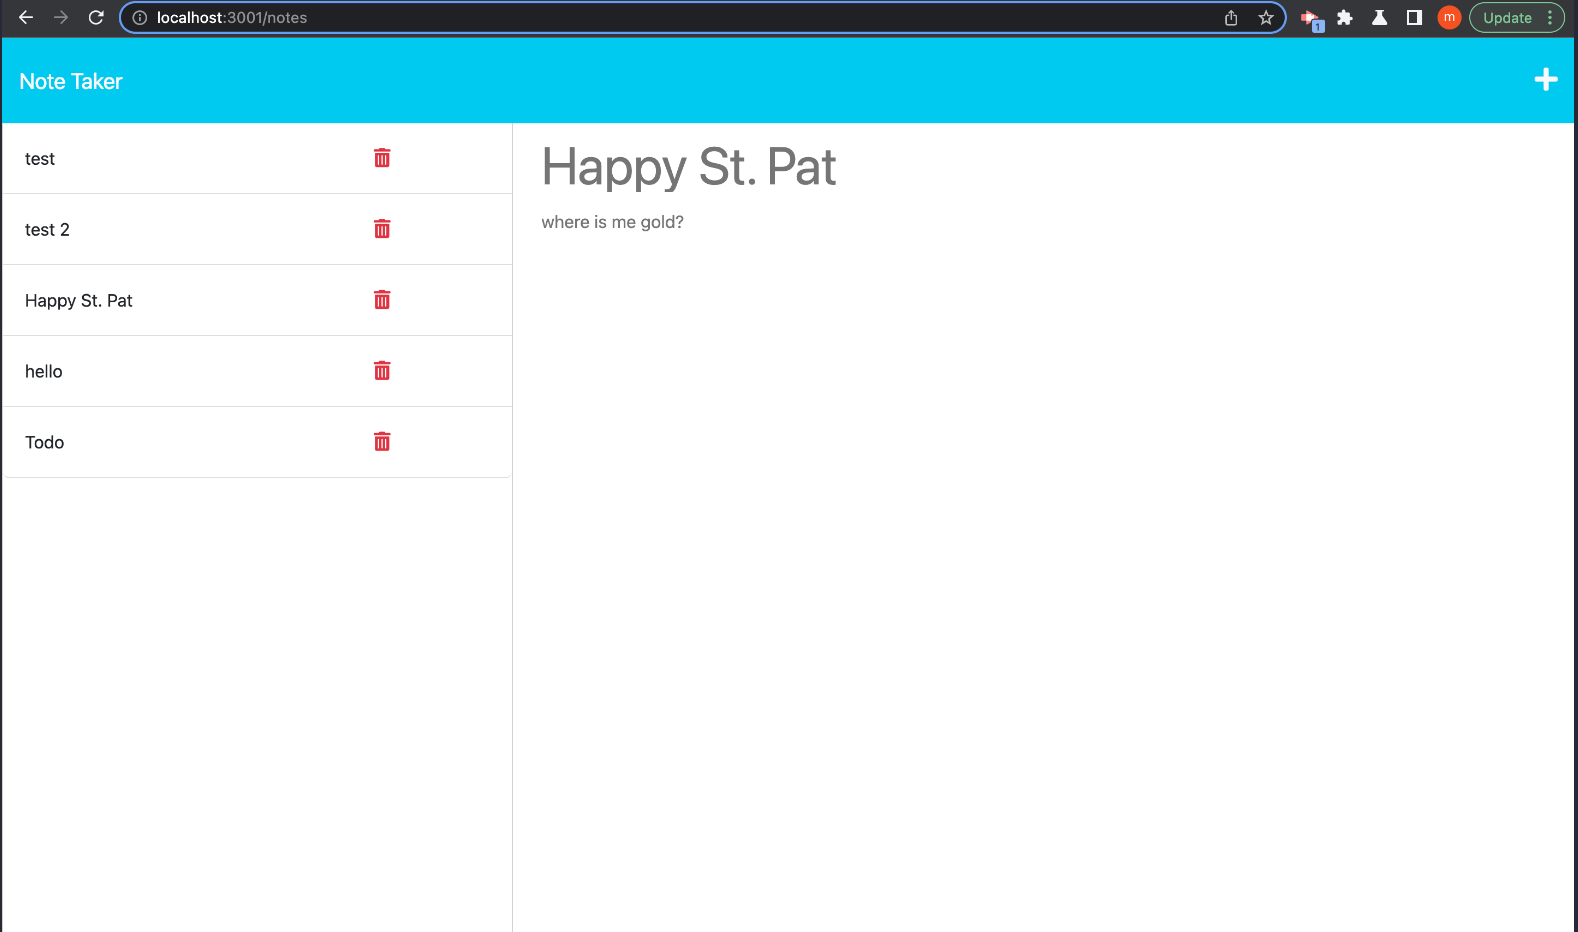 localhost:3001/notes
1
m
Update
Note Taker
test
test 2
Happy St. Pat
hello
Todo
Happy St. Pat
where is me gold?